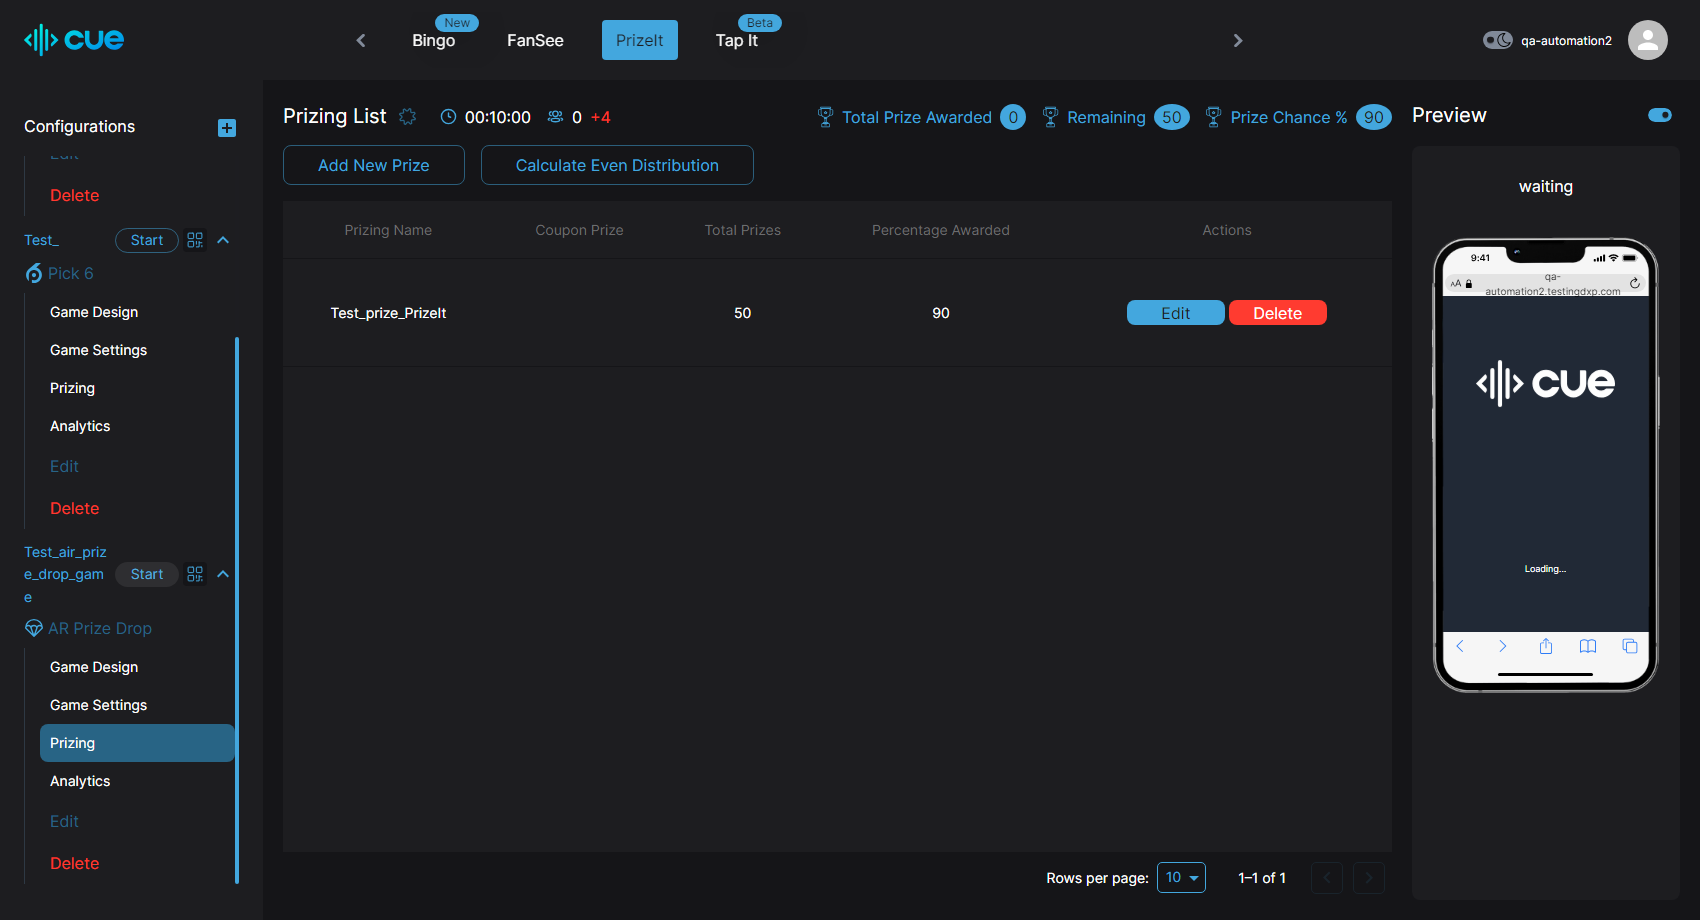 cue
Bingo
New
FanSee
PrizeIt
Tap It
Beta
qa-automation2
Configurations
Edit
Delete
Test_
Start
Pick 6
Game Design
Game Settings
Prizing
Analytics
Edit
Delete
Test_air_priz
e_drop_gam
e
Start
AR Prize Drop
Game Design
Game Settings
Prizing
Analytics
Edit
Delete
Prizing List
00:10:00
0 +4
Total Prize Awarded 0
Remaining 50
Prize Chance % 90
Add New Prize
Calculate Even Distribution
Prizing Name
Coupon Prize
Total Prizes
Percentage Awarded
Actions
Test_prize_PrizeIt
50
90
Edit
Delete
Rows per page: 10
1–1 of 1
Preview
waiting
9:41
AA
qa-
automation2.testingdxp.com
cue
Loading...